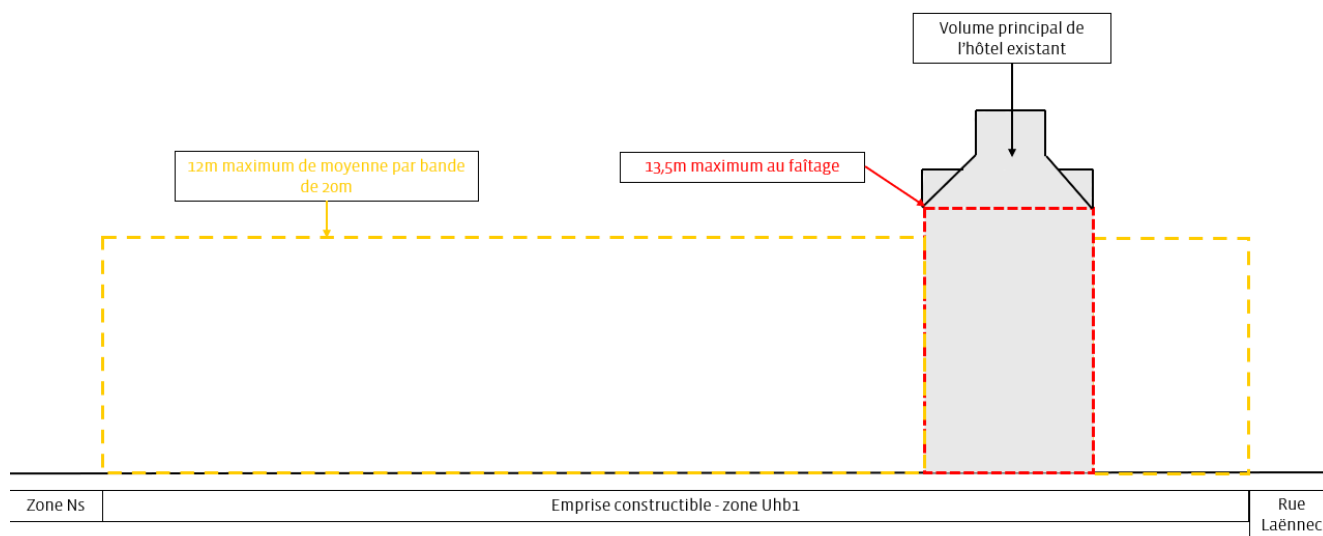 Volume principal de
l'hôtel existant
12m maximum de moyenne par bande
de 20m
13,5m maximum au faîtage
Zone Ns
Emprise constructible - zone Uhb1
Rue
Laënnec